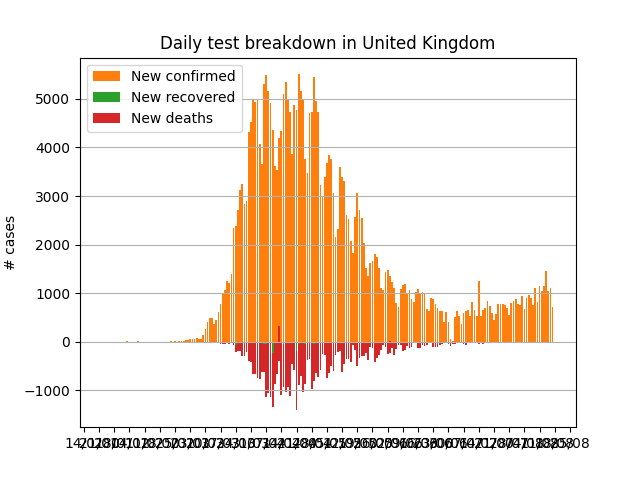 Daily test breakdown in United Kingdom
New confirmed
New recovered
New deaths
# cases
5000
4000
3000
2000
1000
0
−1000